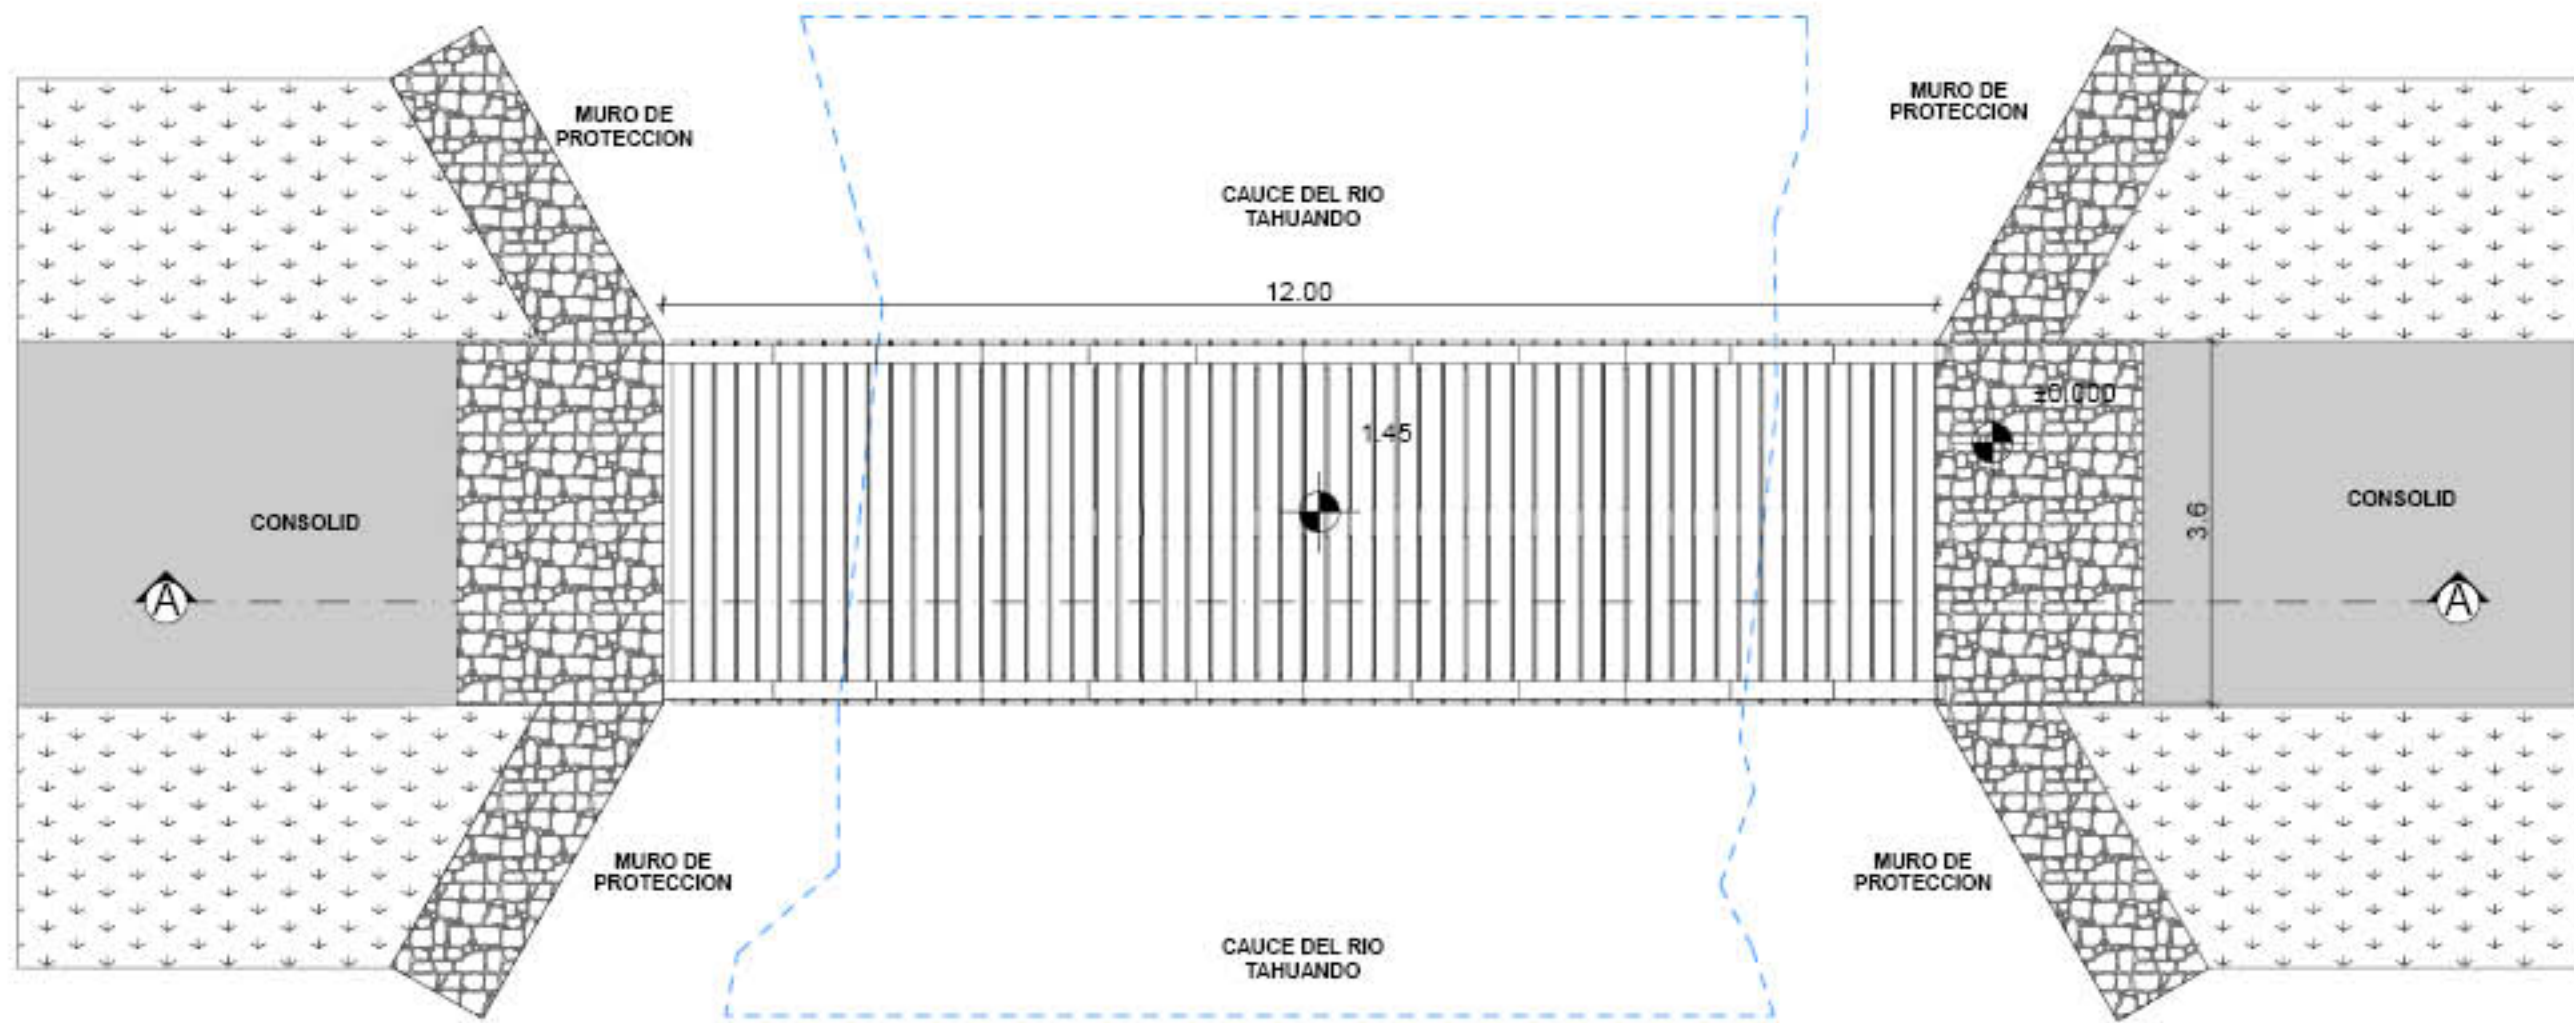 MURO DE
PROTECCION
CAUCE DEL RIO
TAHUANDO
MURO DE
PROTECCION
12.00
1.45
±0.000
CONSOLID
3.6
CONSOLID
A
A
MURO DE
PROTECCION
CAUCE DEL RIO
TAHUANDO
MURO DE
PROTECCION